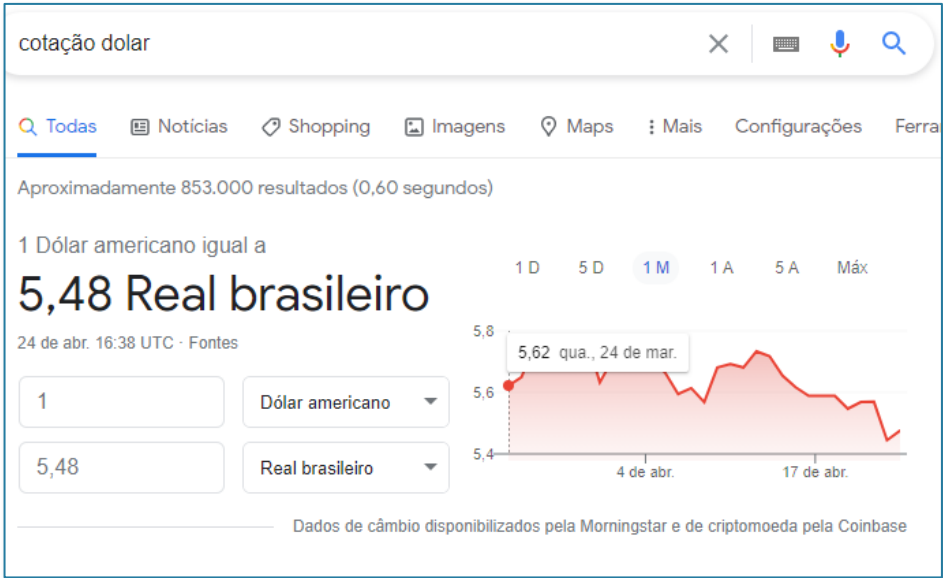 cotação dolar
Todas Notícias Shopping Imagens Maps Mais Configurações Ferra
Aproximadamente 853.000 resultados (0,60 segundos)
1 Dólar americano igual a
5,48 Real brasileiro
24 de abr. 16:38 UTC · Fontes
1 Dólar americano
5,48 Real brasileiro
1 D 5 D 1 M 1 A 5 A Máx
5,8
5,62 qua., 24 de mar.
5,6
5,4
4 de abr. 17 de abr.
Dados de câmbio disponibilizados pela Morningstar e de criptomoeda pela Coinbase